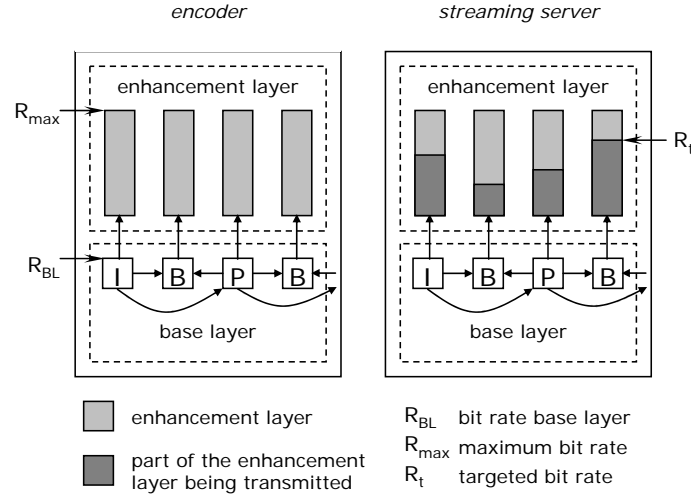 encoder
streaming server
enhancement layer
enhancement layer
R_max
R_t
R_BL
I B P B
I B P B
base layer
base layer
enhancement layer
part of the enhancement
layer being transmitted
R_BL bit rate base layer
R_max maximum bit rate
R_t targeted bit rate